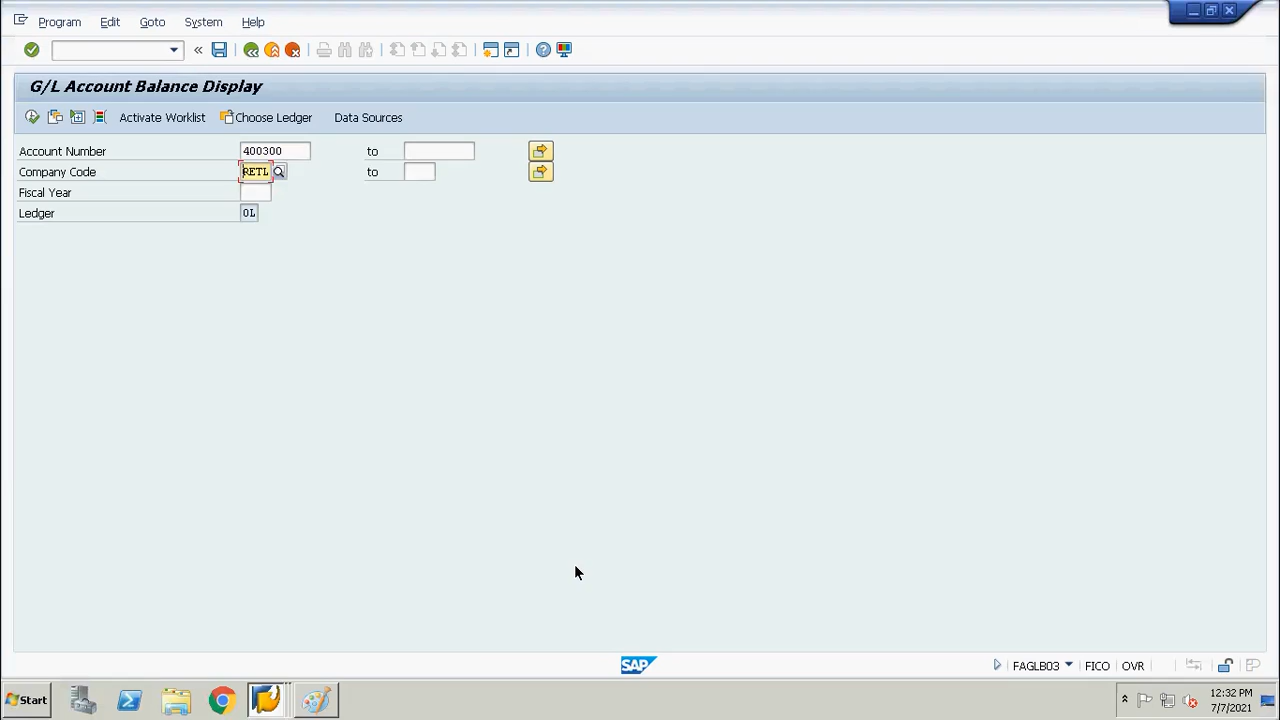 Program Edit Goto System Help
G/L Account Balance Display
Activate Worklist Choose Ledger Data Sources
Account Number 400300 to
Company Code RETL to
Fiscal Year
Ledger 0L
SAP FAGLB03 FICO OVR
Start 12:32 PM
7/7/2021